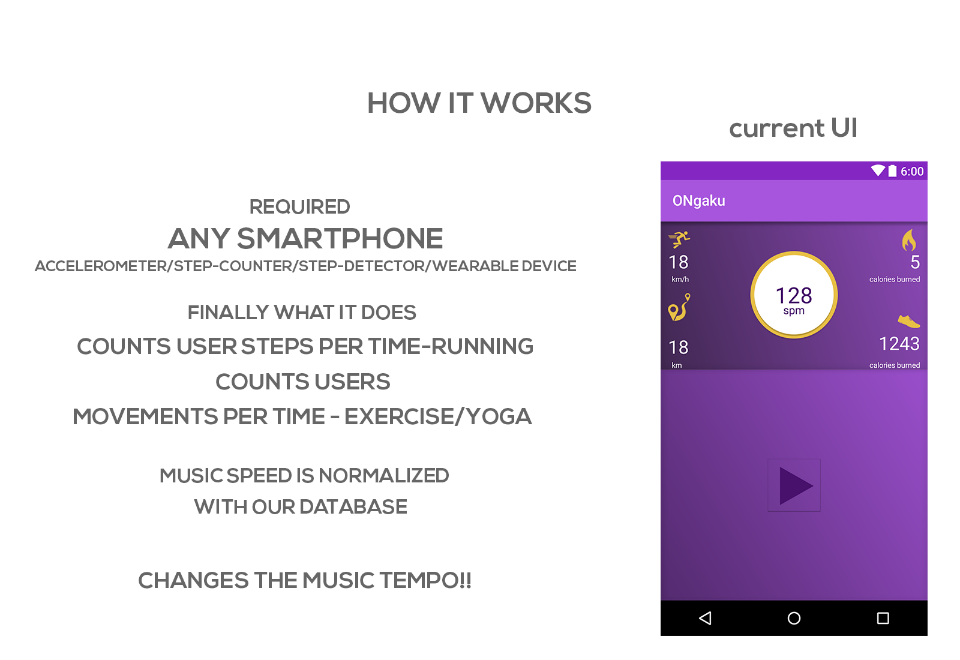 HOW IT WORKS
current UI
REQUIRED
ANY SMARTPHONE
ACCELEROMETER/STEP-COUNTER/STEP-DETECTOR/WEARABLE DEVICE
FINALLY WHAT IT DOES
COUNTS USER STEPS PER TIME-RUNNING
COUNTS USERS
MOVEMENTS PER TIME - EXERCISE/YOGA
MUSIC SPEED IS NORMALIZED
WITH OUR DATABASE
CHANGES THE MUSIC TEMPO!!
6:00
ONgaku
18
km/h
18
km
128
spm
5
calories burned
1243
calories burned